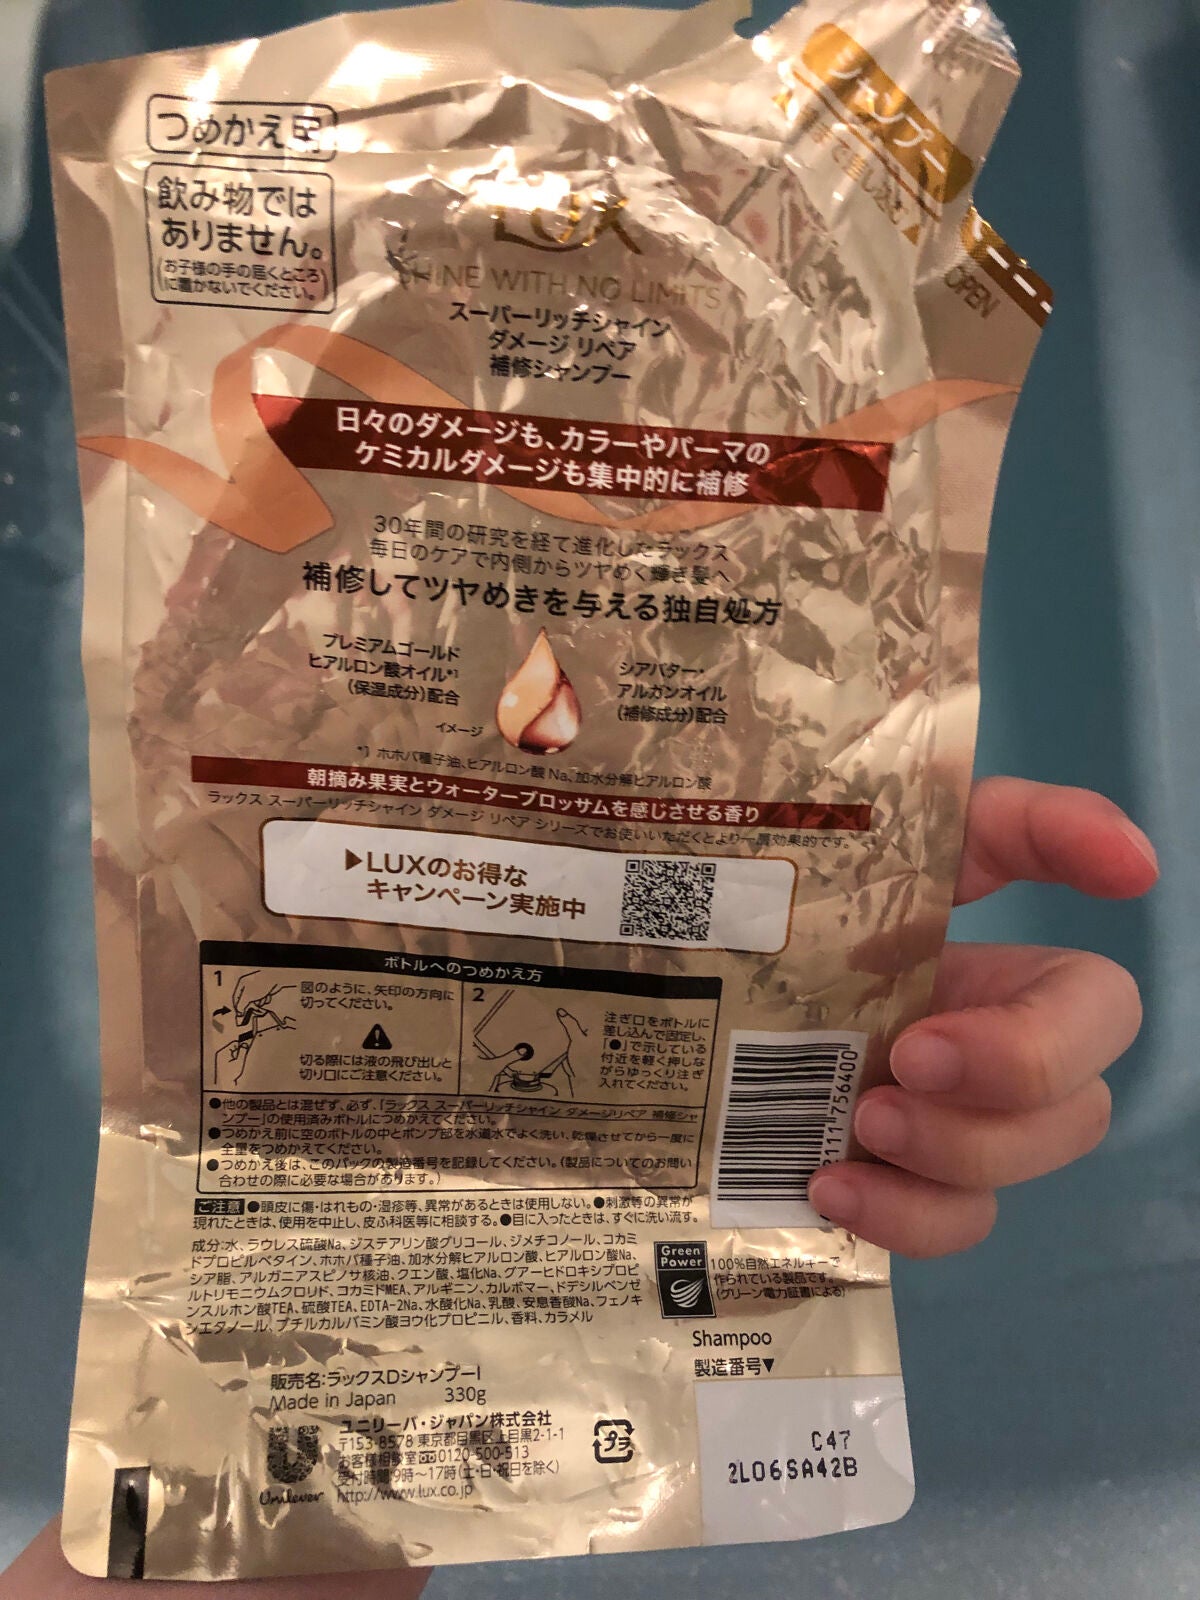 つめかえ用
シャンプー
まで差し込む
OPEN
飲み物では
ありません。
(お子様の手の届くところ
に置かないでください。)
LUX
SHINE WITH NO LIMITS
スーパーリッチシャイン
ダメージ リペア
補修シャンプー
日々のダメージも、カラーやパーマの
ケミカルダメージも集中的に補修
30年間の研究を経て進化したラックス
毎日のケアで内側からツヤめく輝き髪へ
補修してツヤめきを与える独自処方
プレミアムゴールド
ヒアルロン酸オイル*1
(保湿成分)配合
シアバター・
アルガンオイル
(補修成分)配合
イメージ
*1 ホホバ種子油、ヒアルロン酸 Na、加水分解ヒアルロン酸
朝摘み果実とウォーターブロッサムを感じさせる香り
ラックス スーパーリッチシャイン ダメージ リペア シリーズでお使いいただくとより一層効果的です。
▶LUXのお得な
キャンペーン実施中
ボトルへのつめかえ方
1
図のように、矢印の方向に
切ってください。
切る際には液の飛び出しと
切り口にご注意ください。
2
注ぎ口をボトルに
差し込んで固定し、
「●」で示している
付近を軽く押しな
がらゆっくり注ぎ
入れてください。
●他の製品とは混ぜず、必ず、「ラックス スーパーリッチシャイン ダメージリペア 補修シャ
ンプー」の使用済みボトルにつめかえてください。
●つめかえ前に空のボトルの中とポンプ部を水道水でよく洗い、乾燥させてから一度に
全量をつめかえてください。
●つめかえ後は、このパックの製造番号を記録してください。(製品についてのお問い
合わせの際に必要な場合があります。)
ご注意 ●頭皮に傷・はれもの・湿疹等、異常があるときは使用しない。●刺激等の異常が
現れたときは、使用を中止し、皮ふ科医等に相談する。●目に入ったときは、すぐに洗い流す。
成分:水、ラウレス硫酸Na、ジステアリン酸グリコール、ジメチコノール、コカミ
ドプロピルベタイン、ホホバ種子油、加水分解ヒアルロン酸、ヒアルロン酸Na、
シア脂、アルガニアスピノサ核油、クエン酸、塩化Na、グアーヒドロキシプロピ
ルトリモニウムクロリド、コカミドMEA、アルギニン、カルボマー、ドデシルベンゼ
ンスルホン酸TEA、硫酸TEA、EDTA-2Na、水酸化Na、乳酸、安息香酸Na、フェノキ
シエタノール、ブチルカルバミン酸ヨウ化プロピニル、香料、カラメル
Green
Power
100%自然エネルギーで
作られている製品です。
(グリーン電力証書による)
2111 756400
Shampoo
製造番号▼
C47
2L06SA42B
販売名:ラックスDシャンプーI
Made in Japan 330g
ユニリーバ・ジャパン株式会社
〒153-8578 東京都目黒区上目黒2-1-1
お客様相談室 0120-500-513
受付時間 9時～17時(土・日・祝日を除く)
http://www.lux.co.jp
Unilever
プラ